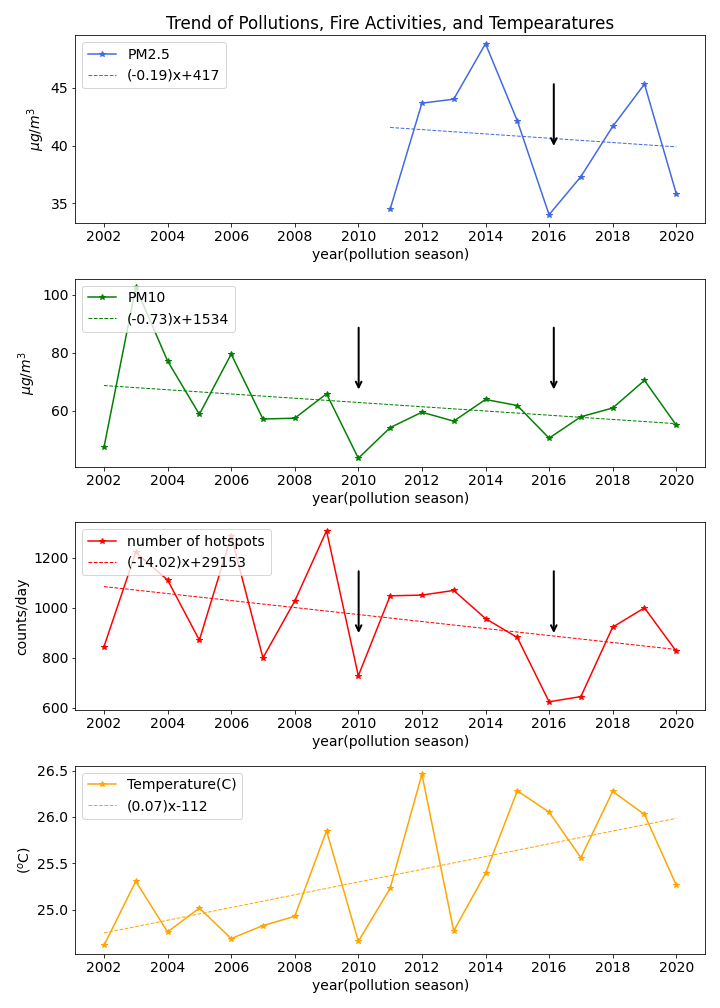 Trend of Pollutions, Fire Activities, and Tempearatures
PM2.5
(-0.19)x+417
45
40
35
μg/m³
2002 2004 2006 2008 2010 2012 2014 2016 2018 2020
year(pollution season)
PM10
(-0.73)x+1534
100
80
60
μg/m³
2002 2004 2006 2008 2010 2012 2014 2016 2018 2020
year(pollution season)
number of hotspots
(-14.02)x+29153
1200
1000
800
600
counts/day
2002 2004 2006 2008 2010 2012 2014 2016 2018 2020
year(pollution season)
Temperature(C)
(0.07)x-112
26.5
26.0
25.5
25.0
(⁰C)
2002 2004 2006 2008 2010 2012 2014 2016 2018 2020
year(pollution season)